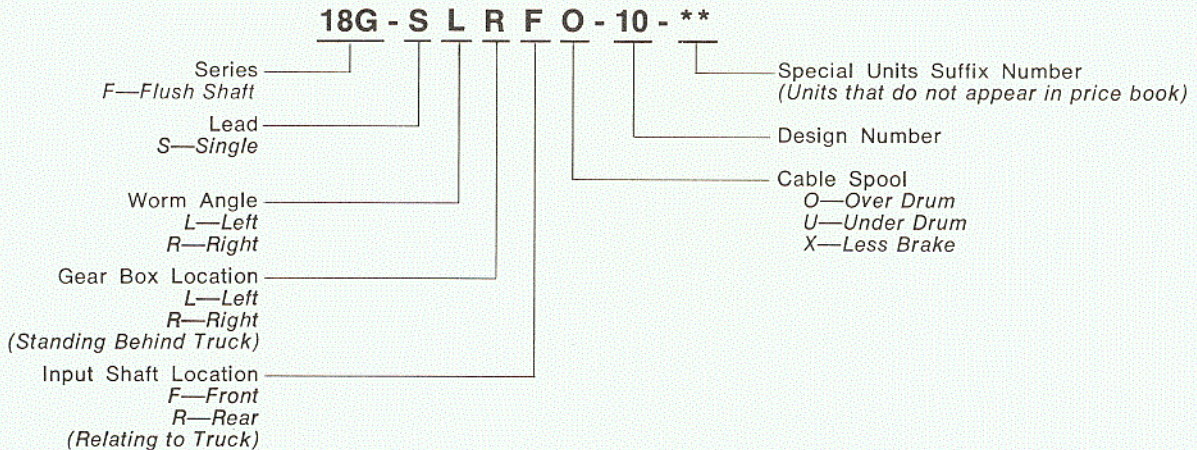 18G - S L R F O - 10 - **
Series
F—Flush Shaft
Lead
S—Single
Worm Angle
L—Left
R—Right
Gear Box Location
L—Left
R—Right
(Standing Behind Truck)
Input Shaft Location
F—Front
R—Rear
(Relating to Truck)
Special Units Suffix Number
(Units that do not appear in price book)
Design Number
Cable Spool
O—Over Drum
U—Under Drum
X—Less Brake